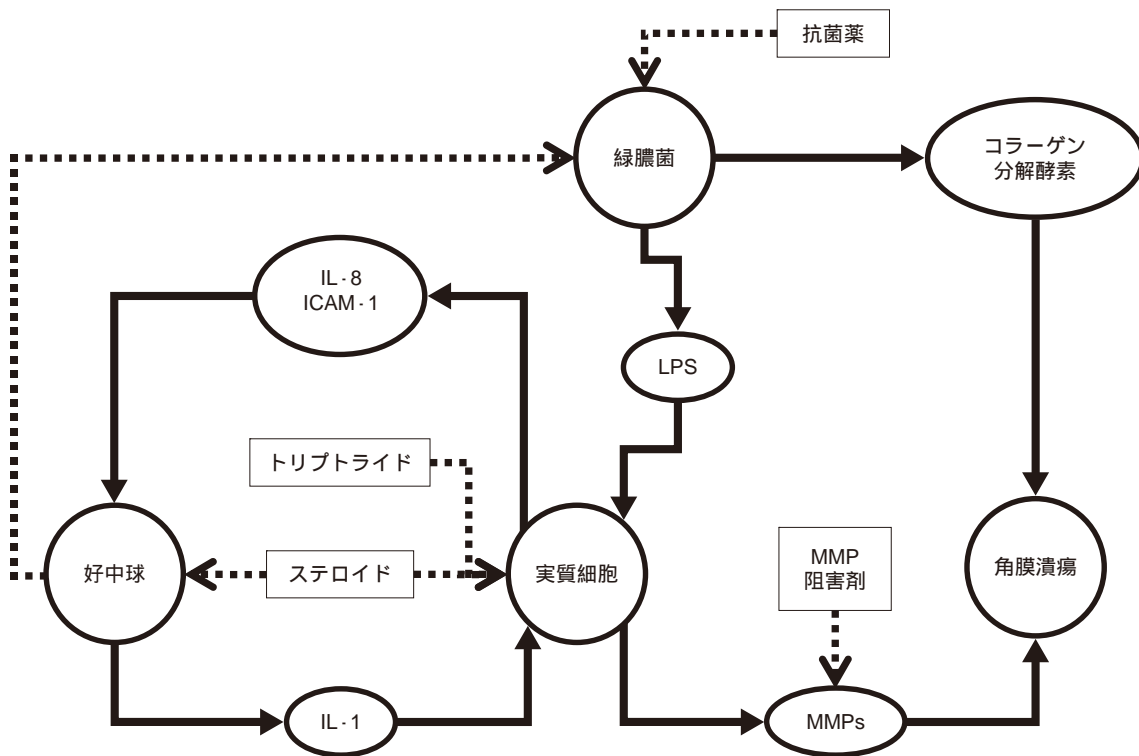 抗菌薬
緑膿菌
コラーゲン
分解酵素
IL-8
ICAM-1
LPS
トリプトライド
好中球
ステロイド
実質細胞
MMP
阻害剤
角膜潰瘍
IL-1
MMPs